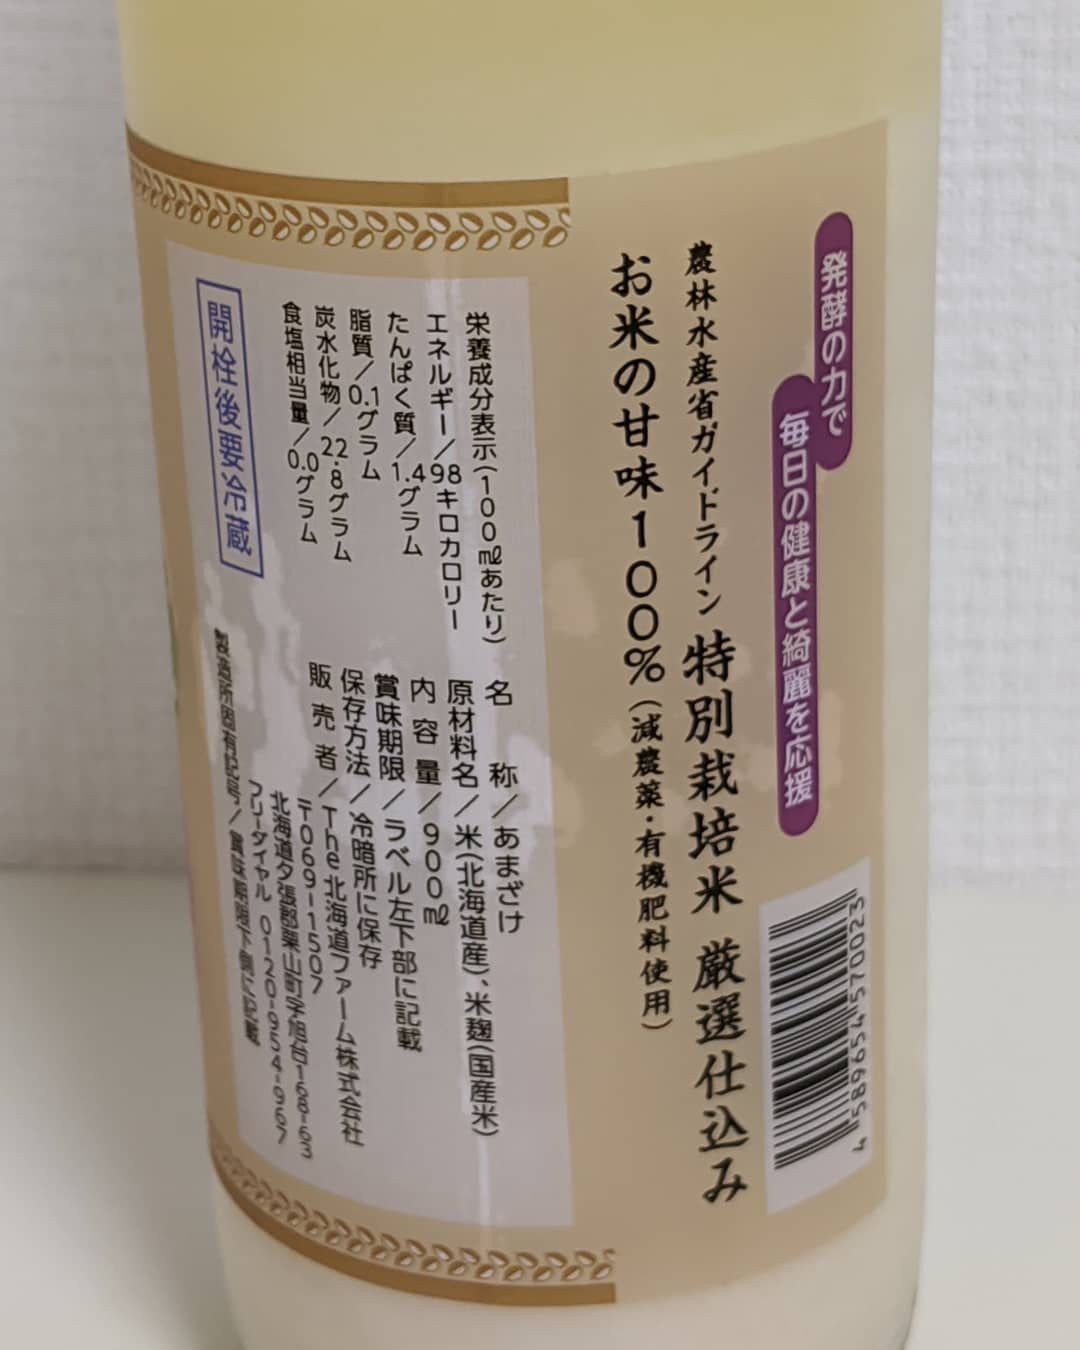 発酵の力で
毎日の健康と綺麗を応援
農林水産省ガイドライン 特別栽培米 厳選仕込み
お米の甘味100%(減農薬・有機肥料使用)
4 589654 570023
栄養成分表示(100mlあたり)
エネルギー/98キロカロリー
たんぱく質/1.4グラム
脂質/0.1グラム
炭水化物/22.8グラム
食塩相当量/0.0グラム
開栓後要冷蔵
名称/あまざけ
原材料名/米(北海道産)、米麹(国産米)
内容量/900ml
賞味期限/ラベル左下部に記載
保存方法/冷暗所に保存
販売者/The北海道ファーム株式会社
〒069-1507
北海道夕張郡栗山町字旭台168-63
フリーダイヤル 0120-954-967
製造所固有記号/賞味期限下側に記載